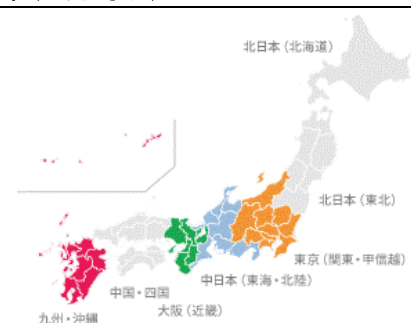 北日本（北海道）
北日本（東北）
東京（関東・甲信越）
中日本（東海・北陸）
中国・四国
大阪（近畿）
九州・沖縄